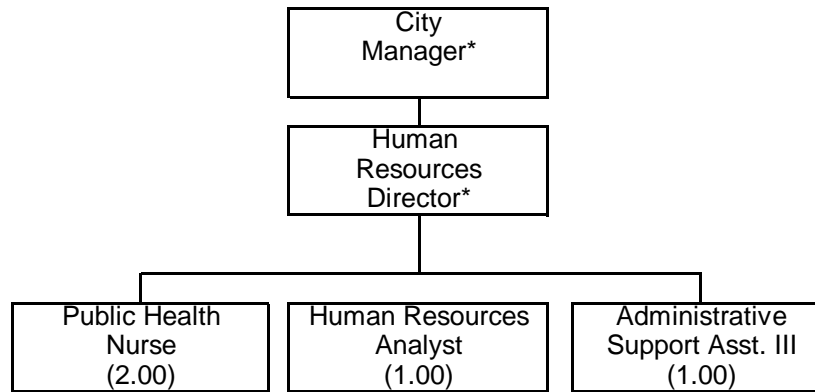 City
Manager*
Human
Resources
Director*
Public Health
Nurse
(2.00)
Human Resources
Analyst
(1.00)
Administrative
Support Asst. III
(1.00)